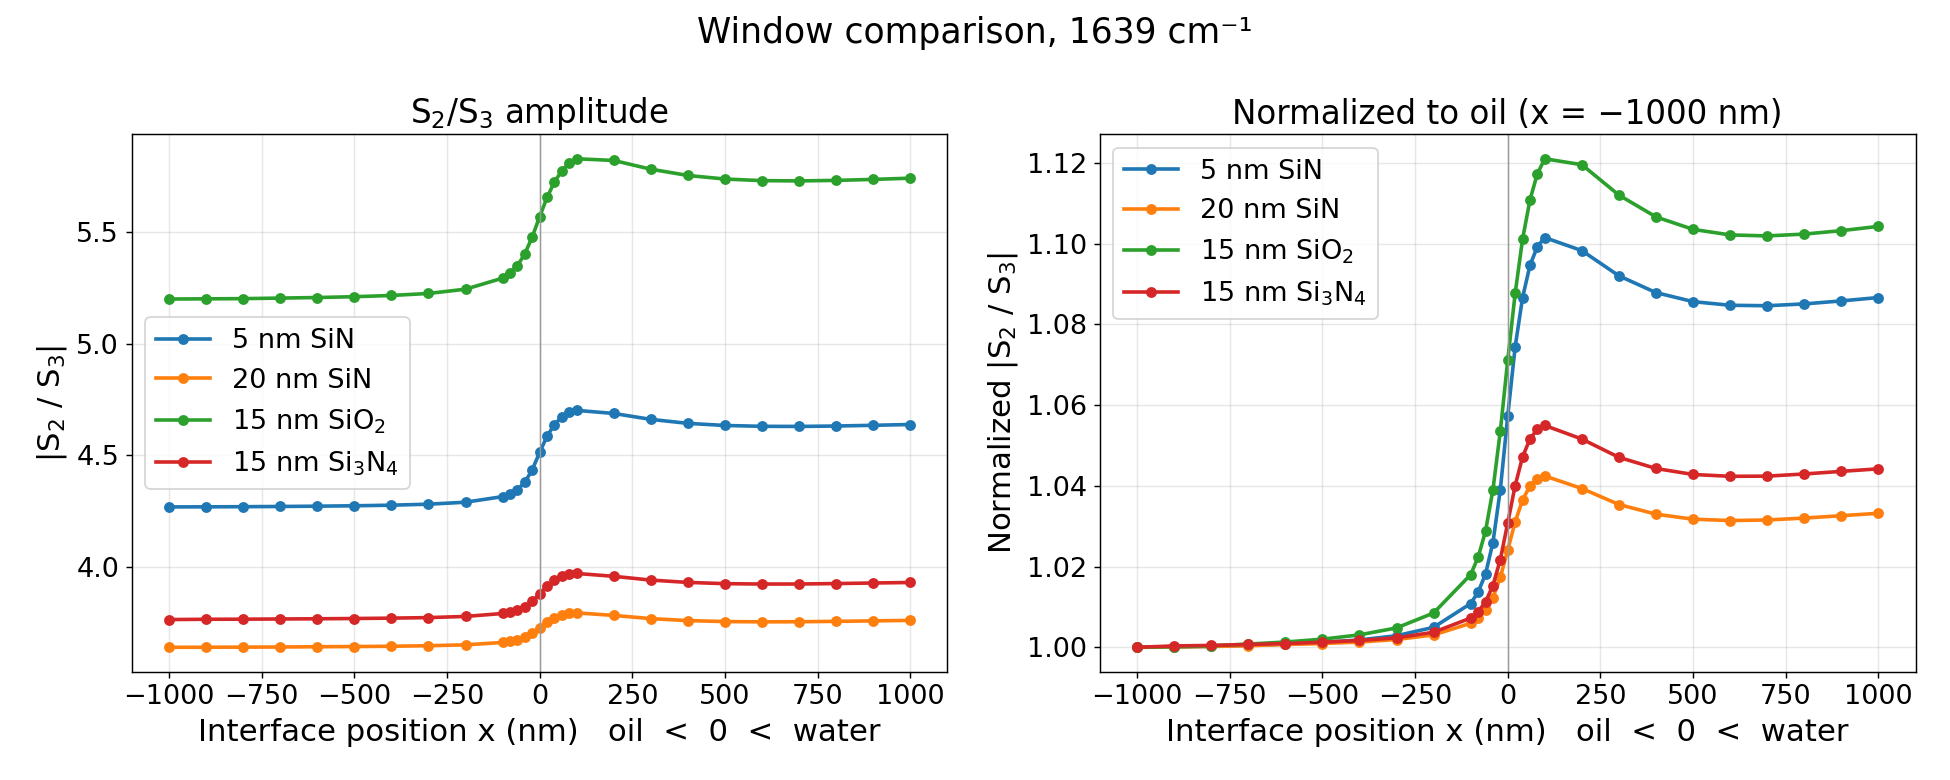 Window comparison, 1639 cm⁻¹
S₂/S₃ amplitude
|S₂ / S₃|
5.5
5.0
4.5
4.0
5 nm SiN
20 nm SiN
15 nm SiO₂
15 nm Si₃N₄
−1000 −750 −500 −250 0 250 500 750 1000
Interface position x (nm)   oil  <  0  <  water
Normalized to oil (x = −1000 nm)
Normalized |S₂ / S₃|
1.12
1.10
1.08
1.06
1.04
1.02
1.00
5 nm SiN
20 nm SiN
15 nm SiO₂
15 nm Si₃N₄
−1000 −750 −500 −250 0 250 500 750 1000
Interface position x (nm)   oil  <  0  <  water